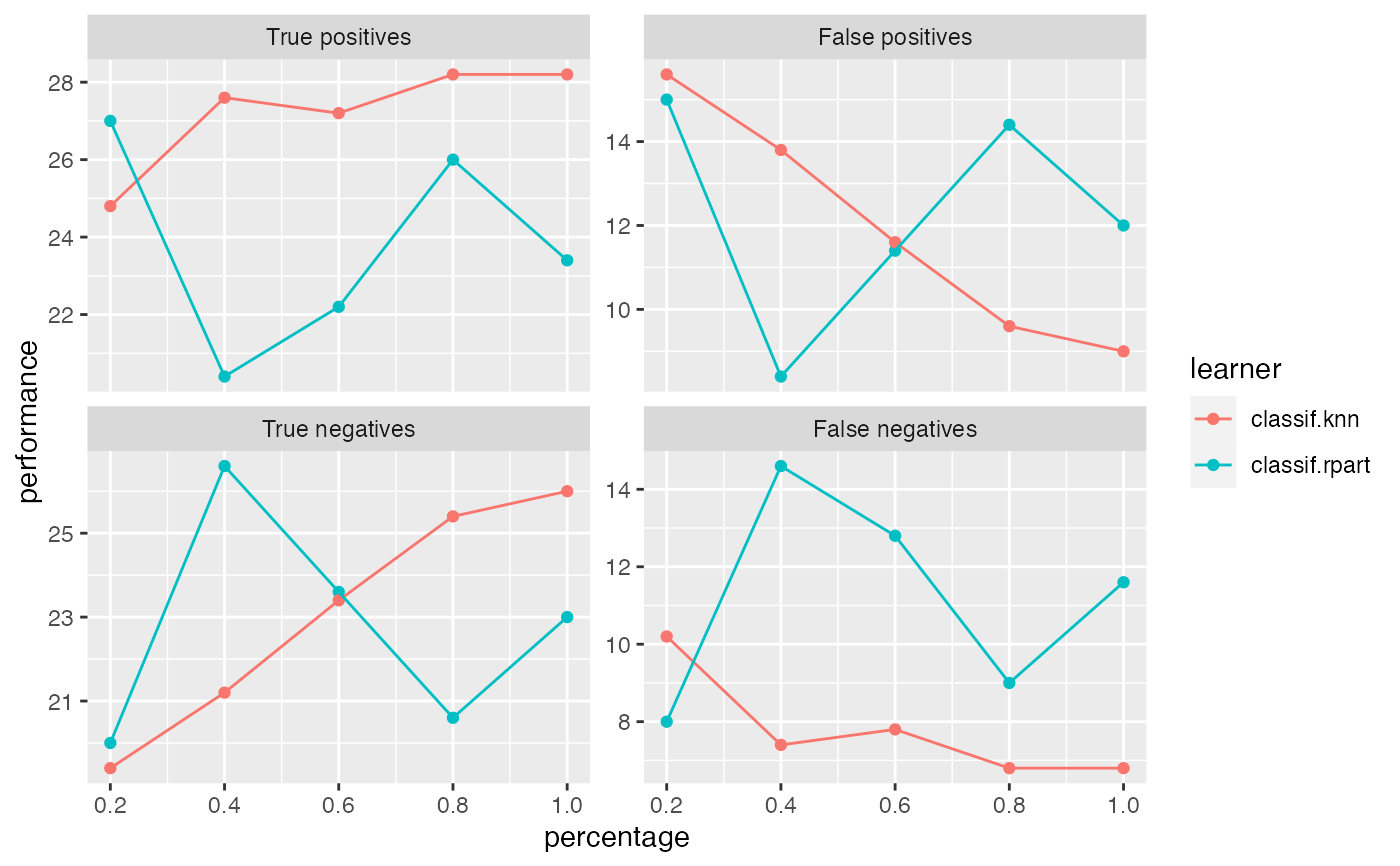 True positives
False positives
28
26
24
22
14
12
10
True negatives
False negatives
25
23
21
14
12
10
8
0.2 0.4 0.6 0.8 1.0
0.2 0.4 0.6 0.8 1.0
percentage
performance
learner
classif.knn
classif.rpart